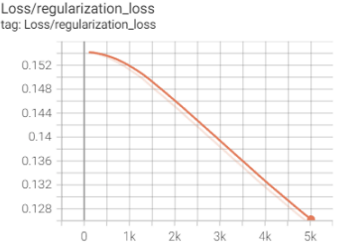 Loss/regularization_loss
tag: Loss/regularization_loss
0.152
0.148
0.144
0.14
0.136
0.132
0.128
0 1k 2k 3k 4k 5k